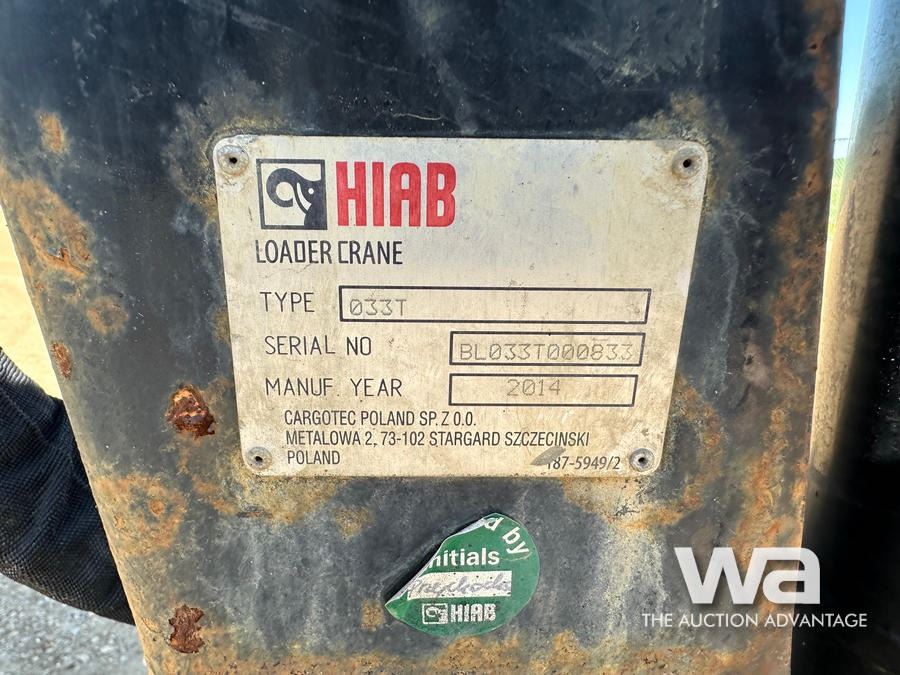 HIAB
LOADER CRANE
TYPE 033T
SERIAL NO BL033T000833
MANUF. YEAR 2014
CARGOTEC POLAND SP. Z O.O.
METALOWA 2, 73-102 STARGARD SZCZECINSKI
POLAND 187-5949/2
d by
nitials
HIAB
wa
THE AUCTION ADVANTAGE